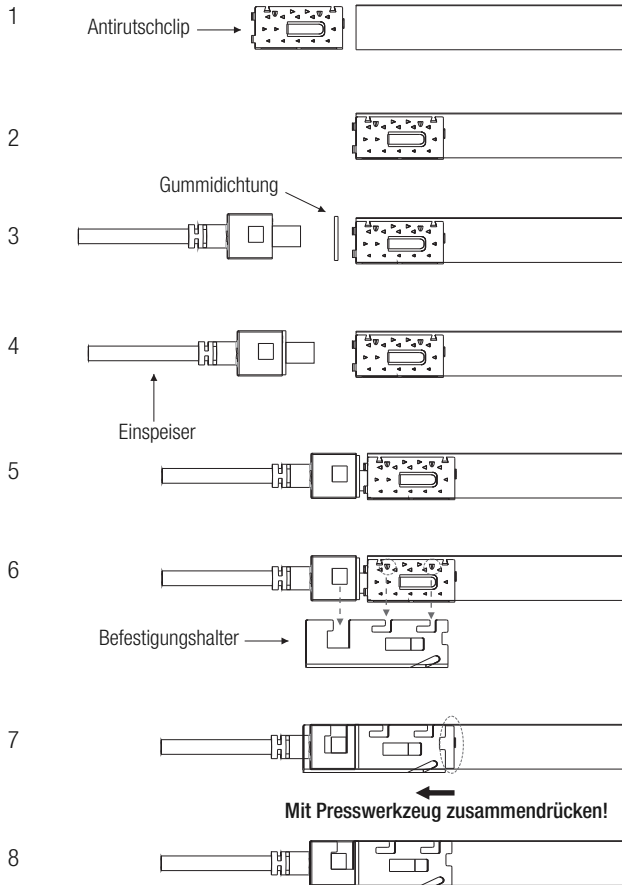 1
Antirutschclip
2
Gummidichtung
3
4
Einspeiser
5
6
Befestigungshalter
7
Mit Presswerkzeug zusammendrücken!
8